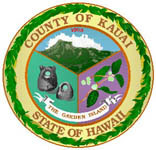 COUNTY OF KAUAI
THE GARDEN ISLAND
STATE OF HAWAII